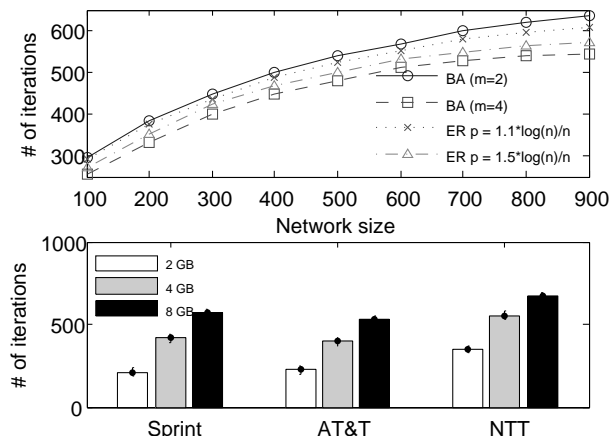 600
500
400
300
# of iterations
BA (m=2)
BA (m=4)
ER p = 1.1*log(n)/n
ER p = 1.5*log(n)/n
100 200 300 400 500 600 700 800 900
Network size
1000
500
0
# of iterations
2 GB
4 GB
8 GB
Sprint AT&T NTT